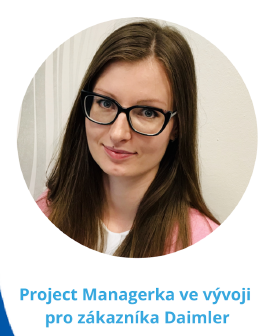 Project Managerka ve vývoji
pro zákazníka Daimler